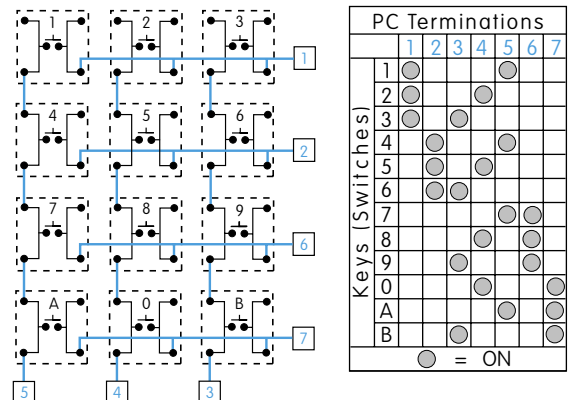 1 2 3
1
4 5 6
2
7 8 9
6
A 0 B
7
5 4 3
PC Terminations
1 2 3 4 5 6 7
Keys (Switches)
1
2
3
4
5
6
7
8
9
0
A
B
= ON